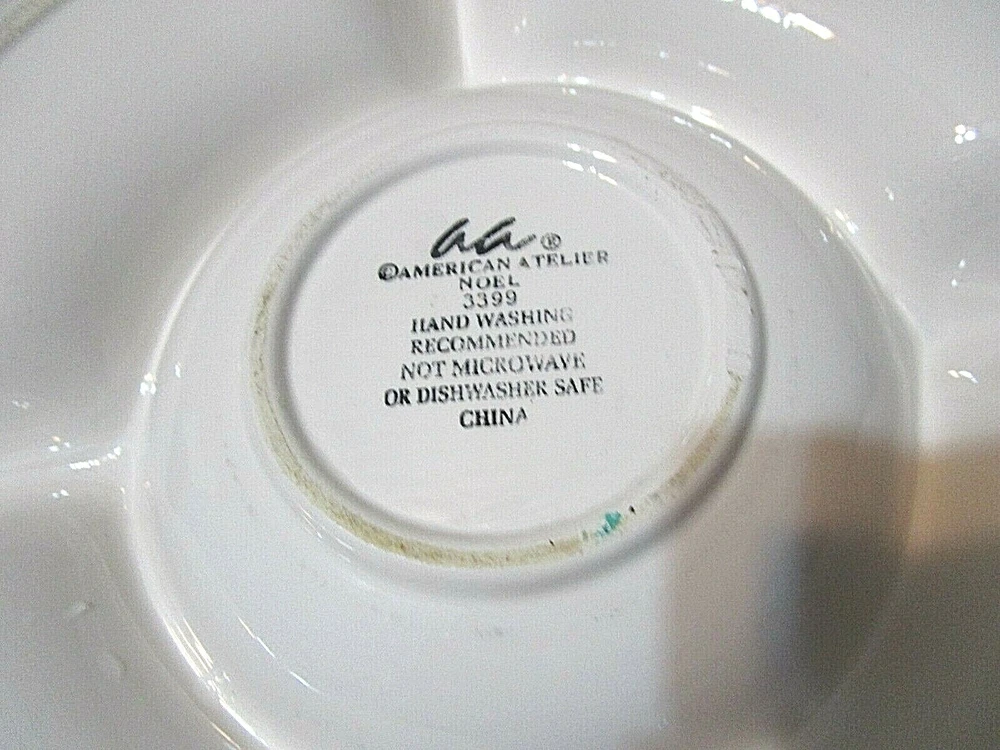 aa®
©AMERICAN ATELIER
NOEL
3399
HAND WASHING
RECOMMENDED
NOT MICROWAVE
OR DISHWASHER SAFE
CHINA